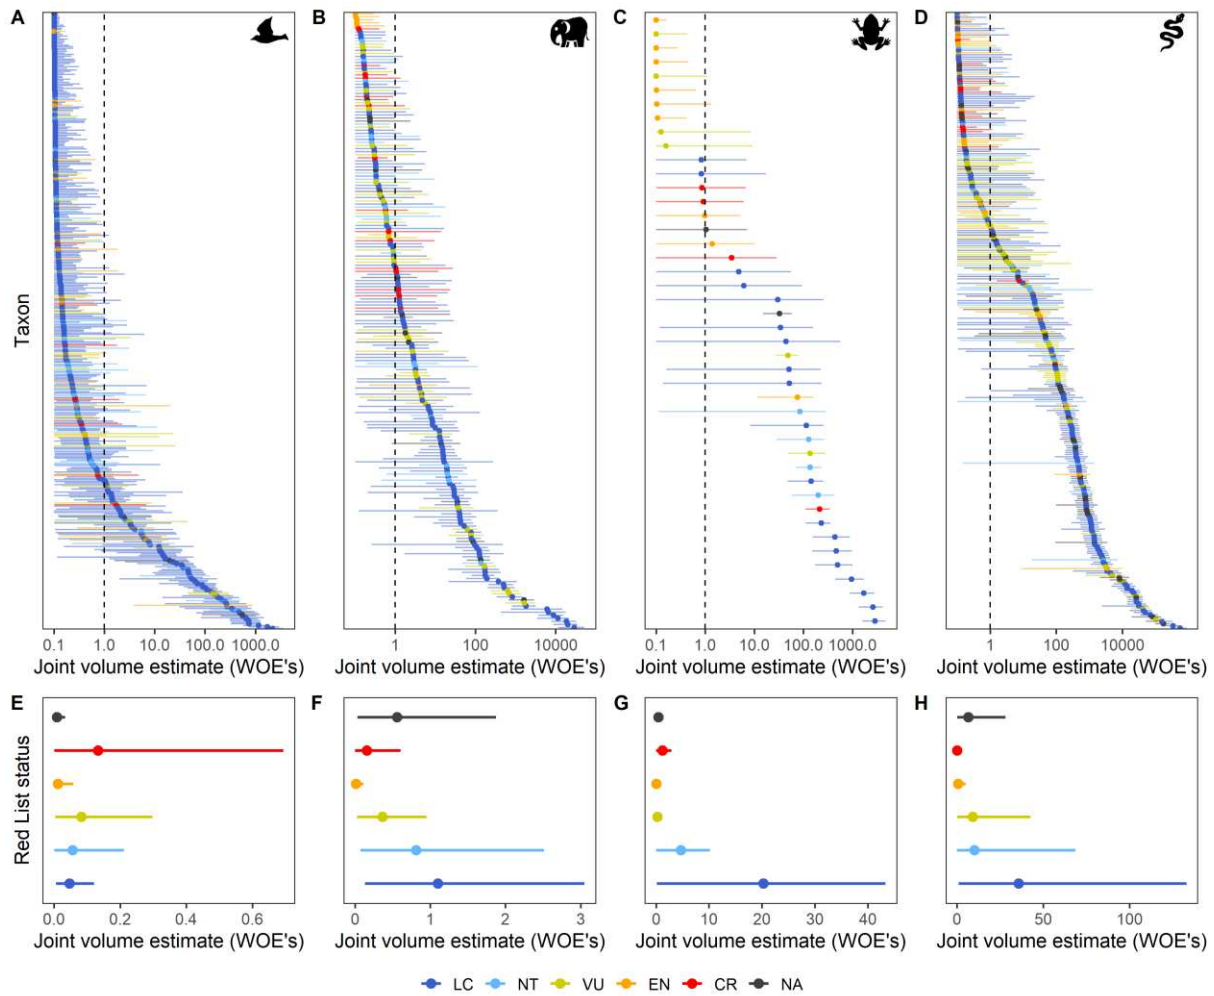 A B C D
Taxon
0.1 1.0 10.0 100.0 1000.0 1 100 10000 0.1 1.0 10.0 100.0 1000.0 1 100 10000
Joint volume estimate (WOE's) Joint volume estimate (WOE's) Joint volume estimate (WOE's) Joint volume estimate (WOE's)
E F G H
Red List status
0.0 0.2 0.4 0.6 0 1 2 3 0 10 20 30 40 0 50 100
Joint volume estimate (WOE's) Joint volume estimate (WOE's) Joint volume estimate (WOE's) Joint volume estimate (WOE's)
LC NT VU EN CR NA